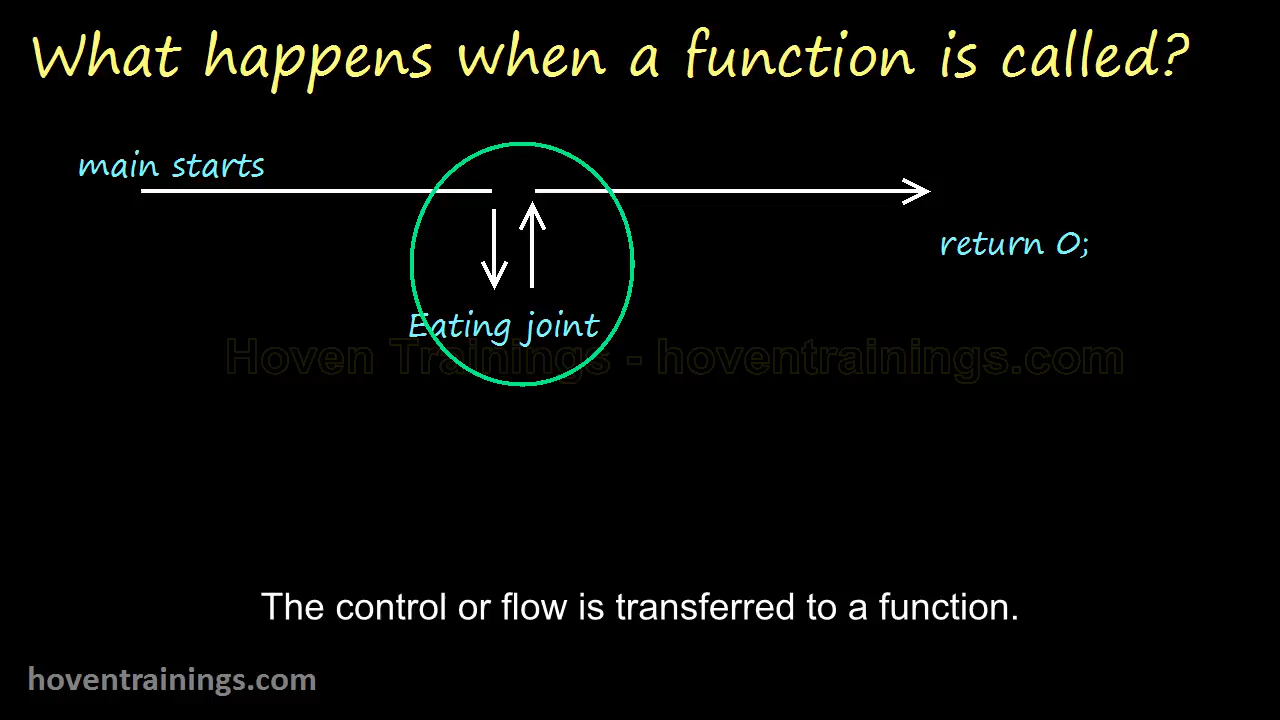 What happens when a function is called?
main starts
return 0;
Eating joint
Hoven Trainings - hoventrainings.com
The control or flow is transferred to a function.
hoventrainings.com